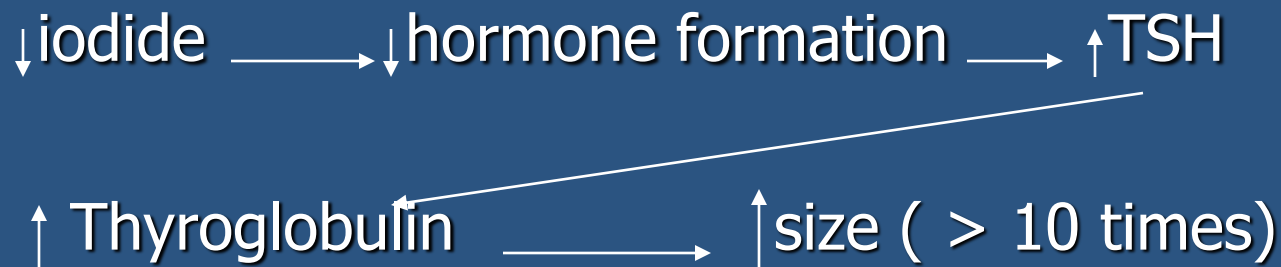 ↓iodide → ↓hormone formation → ↑TSH
↑ Thyroglobulin → ↑size ( > 10 times)